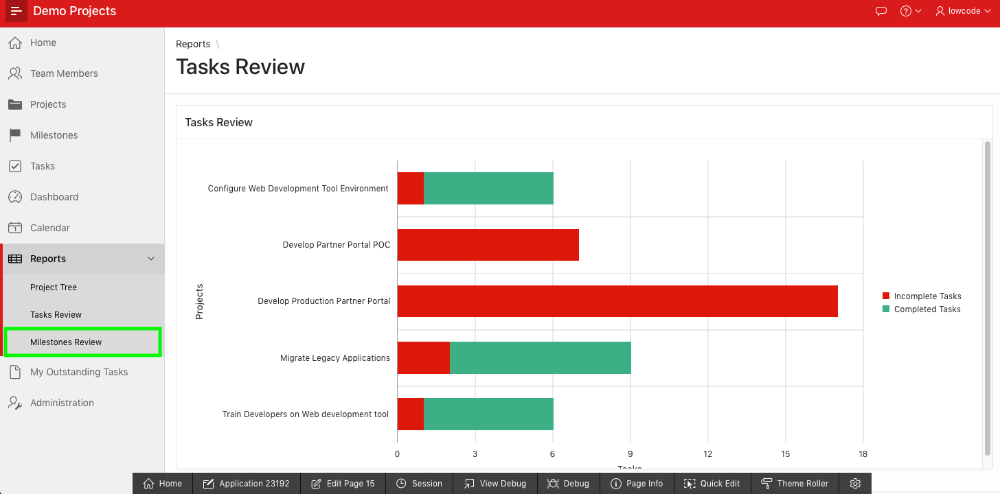 Demo Projects
lowcode
Home
Team Members
Projects
Milestones
Tasks
Dashboard
1
Calendar
Reports
Project Tree
Tasks Review
Milestones Review
My Outstanding Tasks
Administration
Reports \
Tasks Review
Tasks Review
Configure Web Development Tool Environment
Develop Partner Portal POC
Develop Production Partner Portal
Migrate Legacy Applications
Train Developers on Web development tool
Projects
0 3 6 9 12 15 18
Tasks
Incomplete Tasks
Completed Tasks
Home Application 23192 Edit Page 15 Session View Debug Debug Page Info Quick Edit Theme Roller